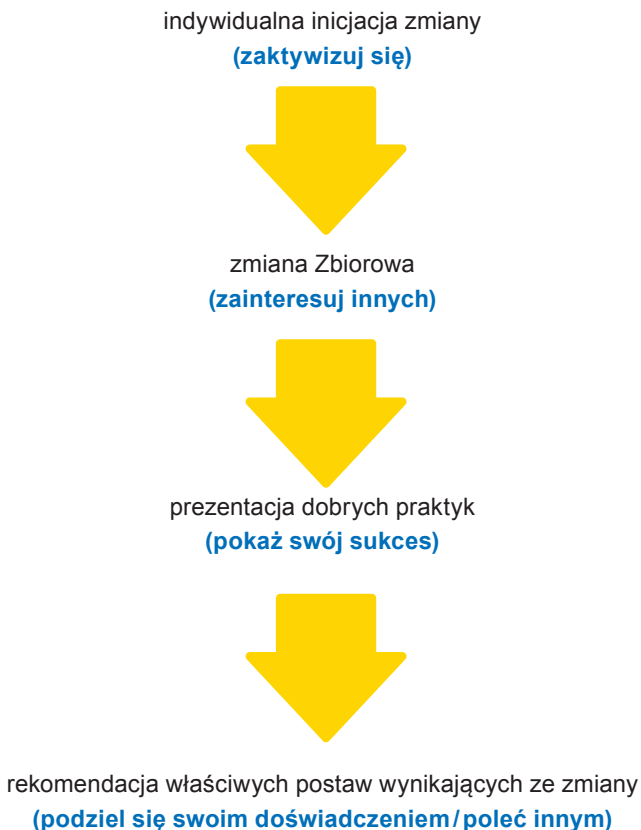 indywidualna inicjacja zmiany
(zaktywizuj się)
zmiana Zbiorowa
(zainteresuj innych)
prezentacja dobrych praktyk
(pokaż swój sukces)
rekomendacja właściwych postaw wynikających ze zmiany
(podziel się swoim doświadczeniem / poleć innym)